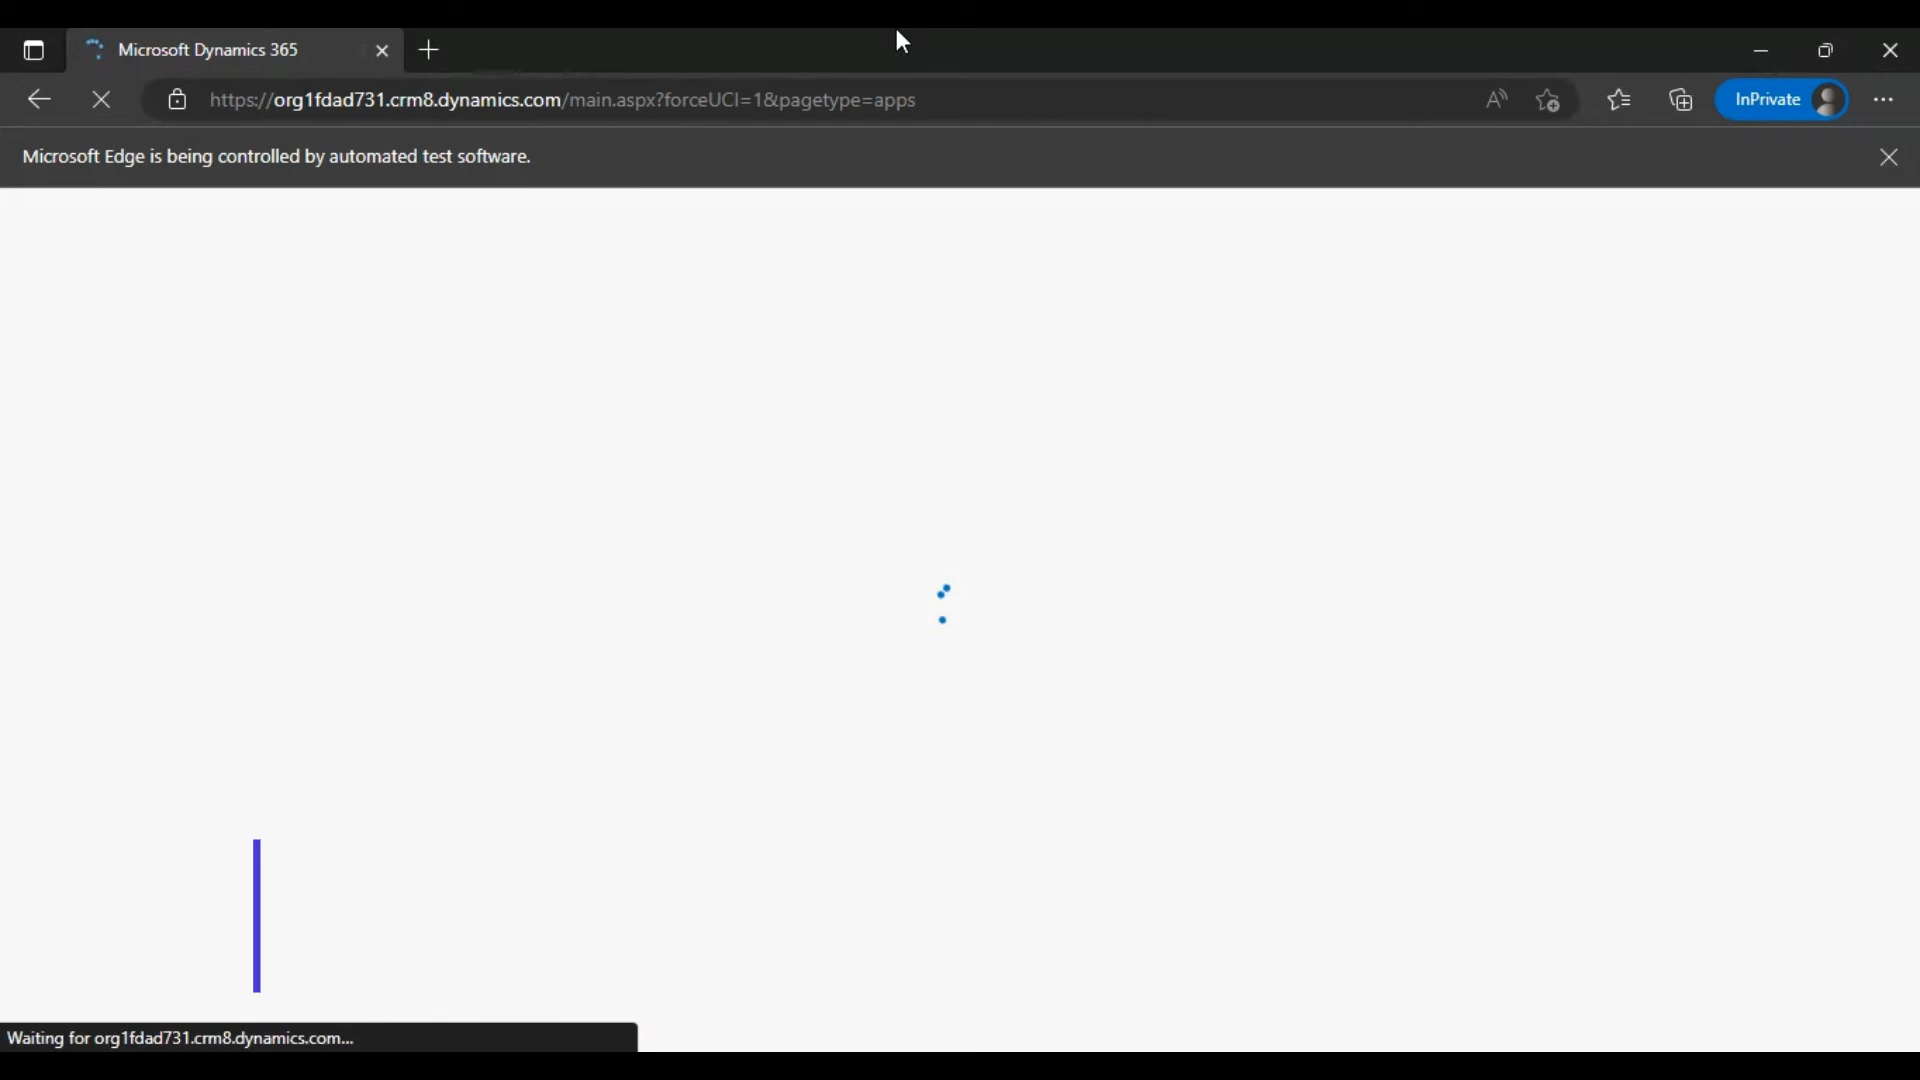 Microsoft Dynamics 365
https://org1fdad731.crm8.dynamics.com/main.aspx?forceUCI=1&pagetype=apps
InPrivate
Microsoft Edge is being controlled by automated test software.
Waiting for org1fdad731.crm8.dynamics.com...